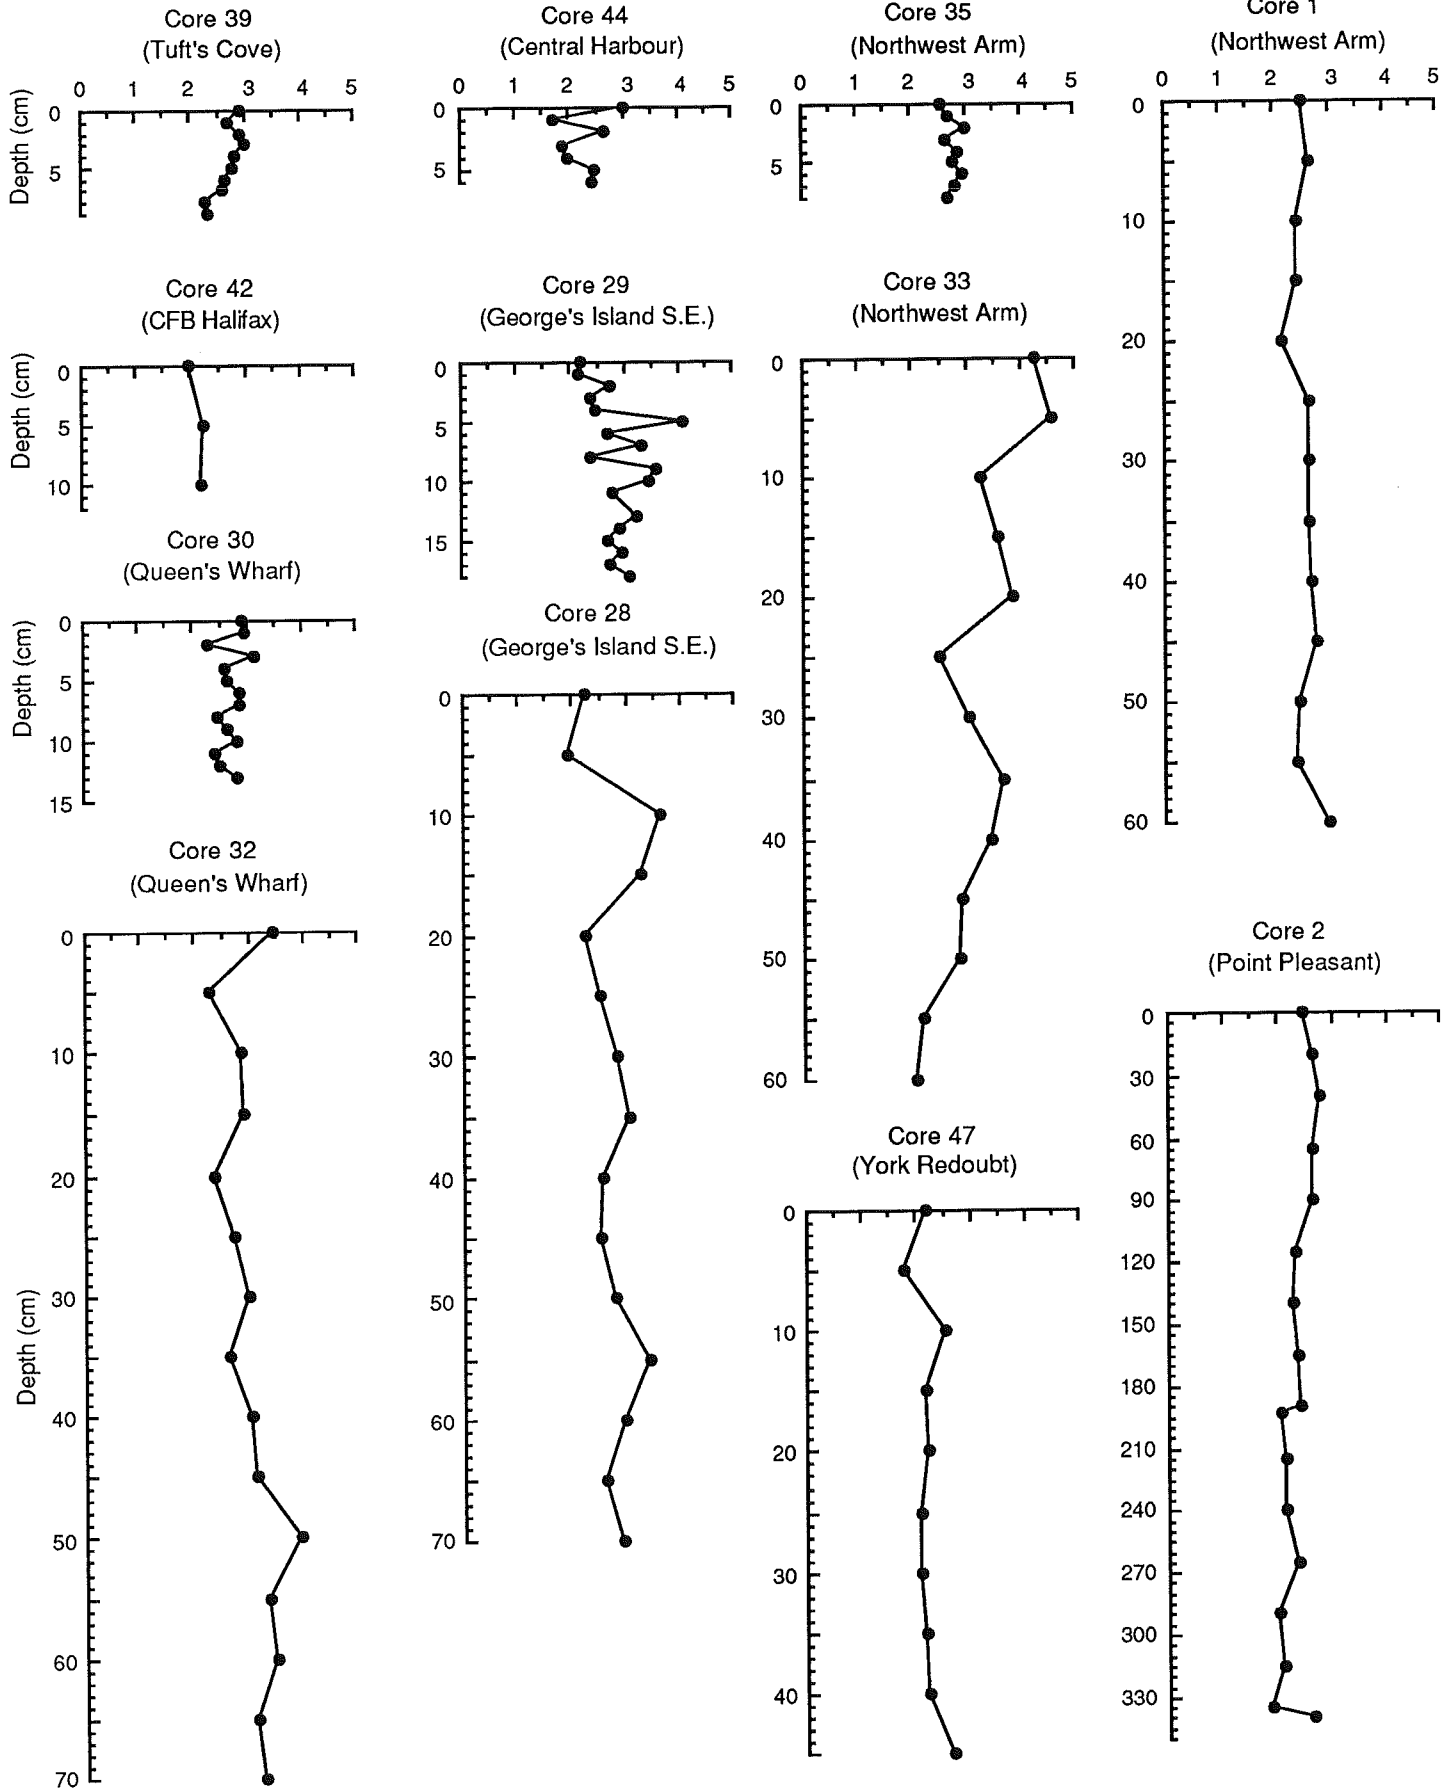 Core 39
(Tuft's Cove)
0 1 2 3 4 5
Depth (cm)
0
5
Core 42
(CFB Halifax)
Depth (cm)
0
5
10
Core 30
(Queen's Wharf)
Depth (cm)
0
5
10
15
Core 32
(Queen's Wharf)
Depth (cm)
0
10
20
30
40
50
60
70
Core 44
(Central Harbour)
0 1 2 3 4 5
0
5
Core 29
(George's Island S.E.)
0
5
10
15
Core 28
(George's Island S.E.)
0
10
20
30
40
50
60
70
Core 35
(Northwest Arm)
0 1 2 3 4 5
0
5
Core 33
(Northwest Arm)
0
10
20
30
40
50
60
Core 47
(York Redoubt)
0
10
20
30
40
Core 1
(Northwest Arm)
0 1 2 3 4 5
0
10
20
30
40
50
60
Core 2
(Point Pleasant)
0
30
60
90
120
150
180
210
240
270
300
330